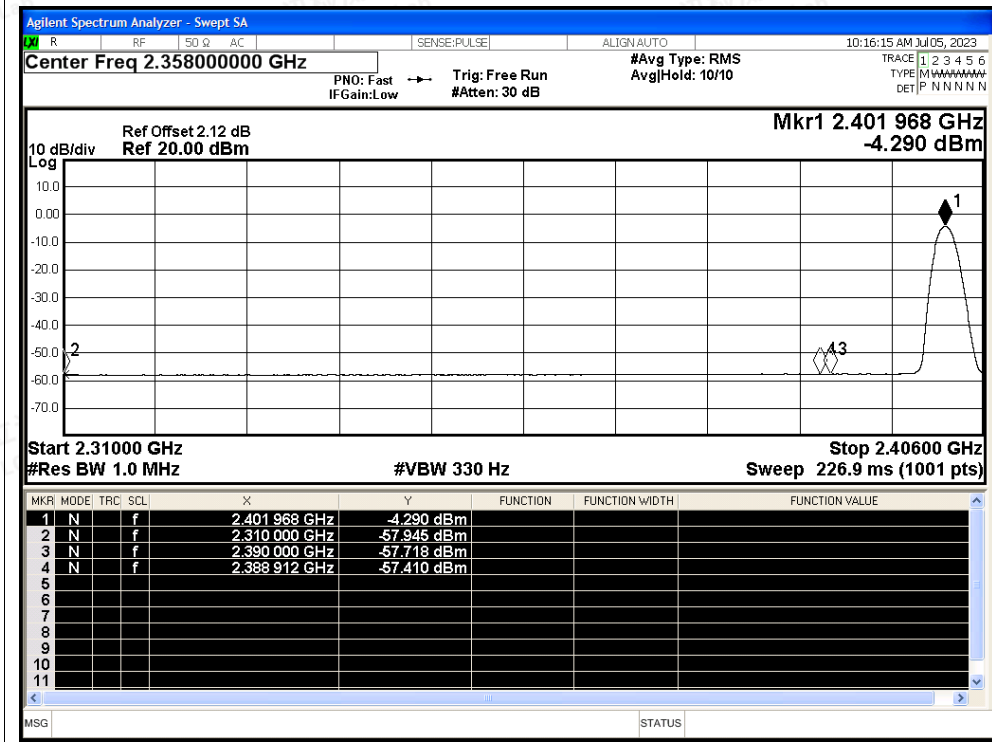 Agilent Spectrum Analyzer - Swept SA
LXI R RF 50 Ω AC SENSE:PULSE ALIGN AUTO 10:16:15 AM Jul 05, 2023
Center Freq 2.358000000 GHz
PNO: Fast
IFGain:Low
Trig: Free Run
#Atten: 30 dB
#Avg Type: RMS
Avg|Hold: 10/10
TRACE 1 2 3 4 5 6
TYPE M WWWWW
DET P N N N N N
Mkr1 2.401 968 GHz
-4.290 dBm
Ref Offset 2.12 dB
10 dB/div Ref 20.00 dBm
Log
10.0
0.00
-10.0
-20.0
-30.0
-40.0
-50.0
-60.0
-70.0
1
2
4 3
Start 2.31000 GHz Stop 2.40600 GHz
#Res BW 1.0 MHz #VBW 330 Hz Sweep 226.9 ms (1001 pts)
MKR MODE TRC SCL X Y FUNCTION FUNCTION WIDTH FUNCTION VALUE
1 N f 2.401 968 GHz -4.290 dBm
2 N f 2.310 000 GHz -57.945 dBm
3 N f 2.390 000 GHz -57.718 dBm
4 N f 2.388 912 GHz -57.410 dBm
5
6
7
8
9
10
11
MSG STATUS